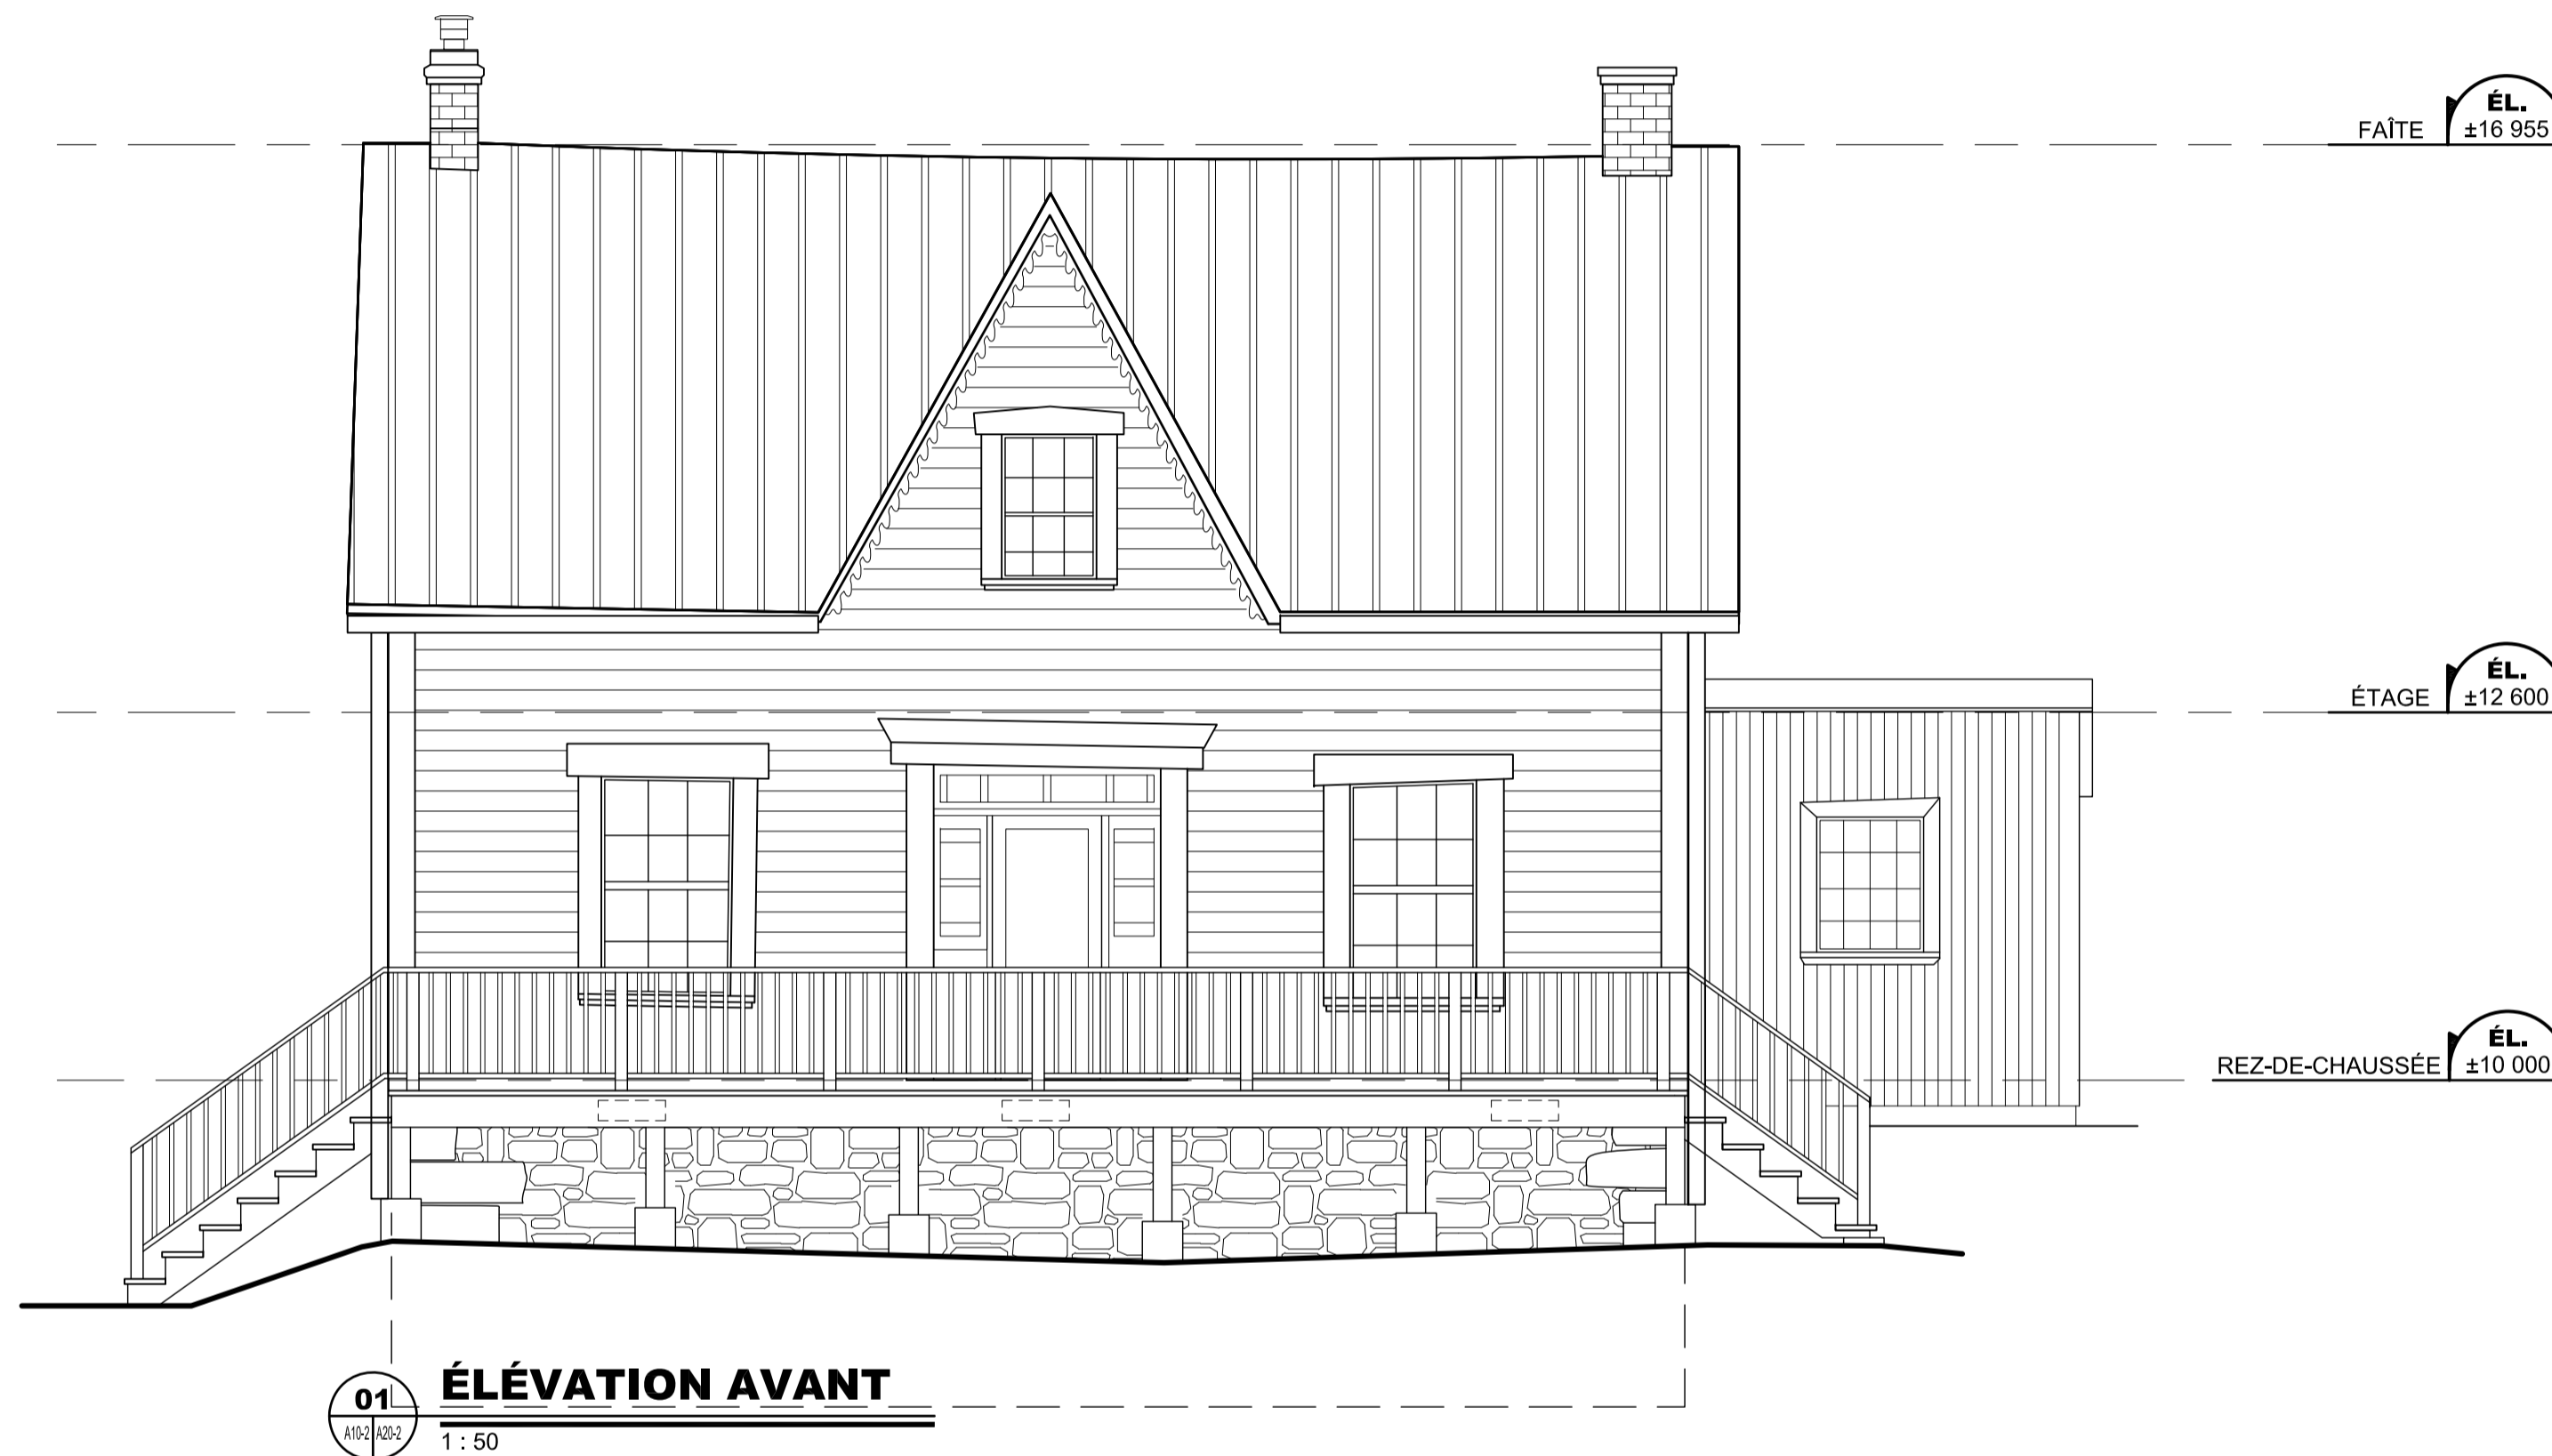 ÉL.
FAÎTE ±16 955
ÉL.
ÉTAGE ±12 600
ÉL.
REZ-DE-CHAUSSÉE ±10 000
01 ÉLÉVATION AVANT
A10-2 A20-2
1 : 50